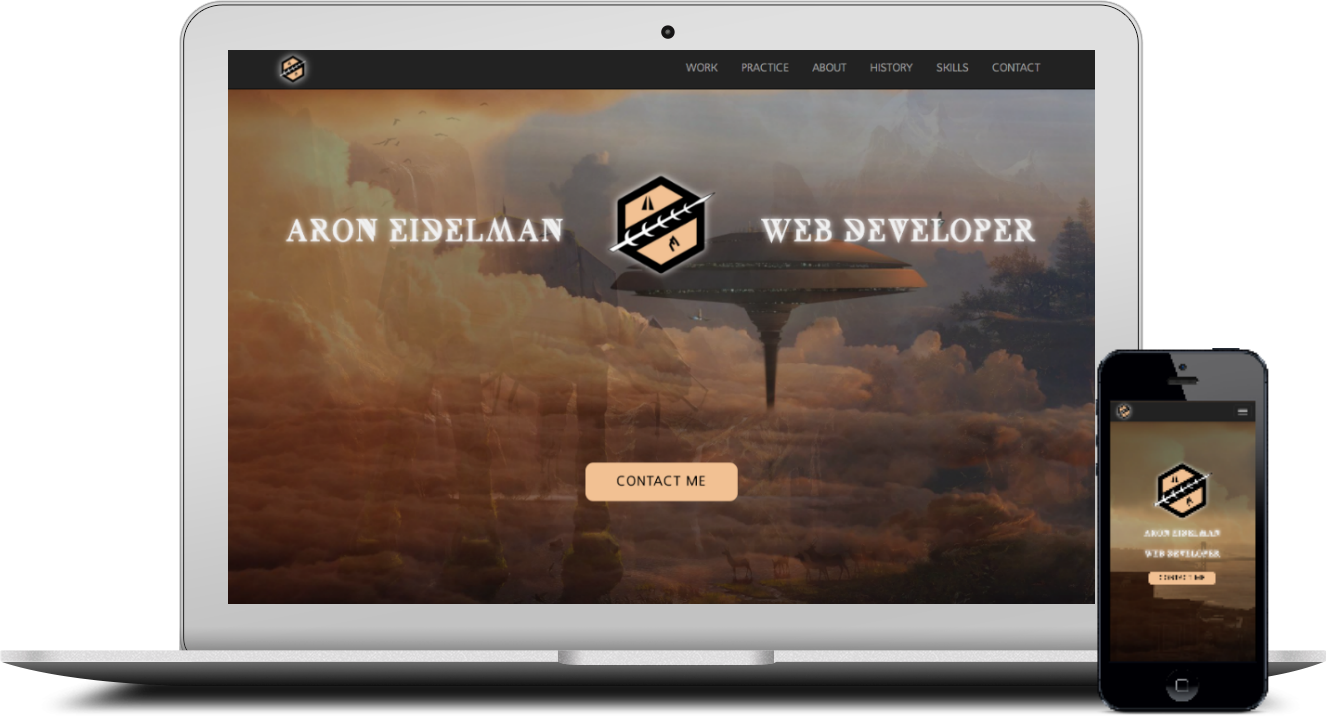 WORK PRACTICE ABOUT HISTORY SKILLS CONTACT
ARON EIDELMAN WEB DEVELOPER
CONTACT ME
ARON EIDELMAN
WEB DEVELOPER
CONTACT ME